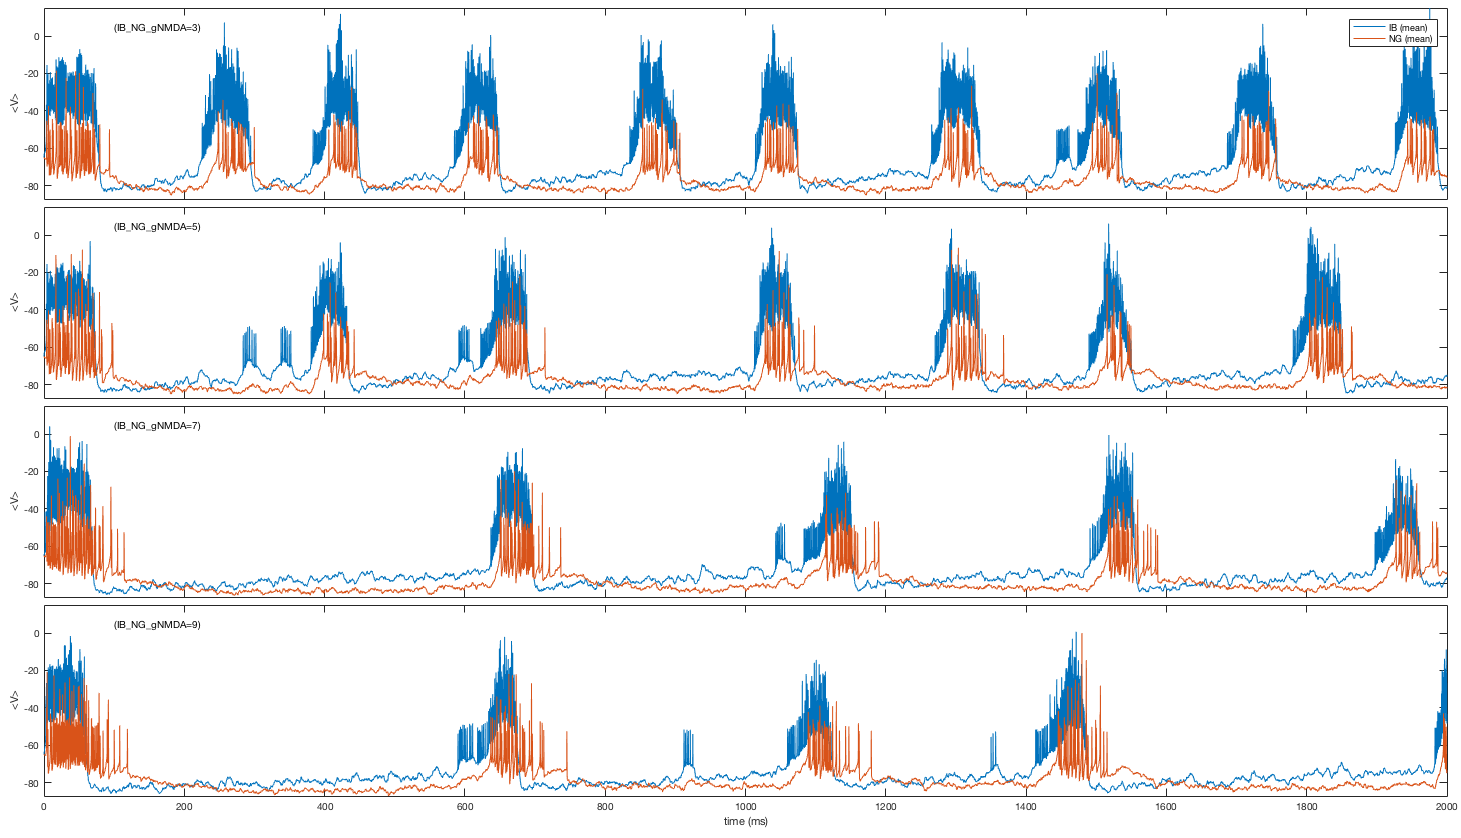 (IB_NG_gNMDA=3)
IB (mean)
NG (mean)
0
-20
-40
-60
-80
<V>
(IB_NG_gNMDA=5)
0
-20
-40
-60
-80
<V>
(IB_NG_gNMDA=7)
0
-20
-40
-60
-80
<V>
(IB_NG_gNMDA=9)
0
-20
-40
-60
-80
<V>
0 200 400 600 800 1000 1200 1400 1600 1800 2000
time (ms)